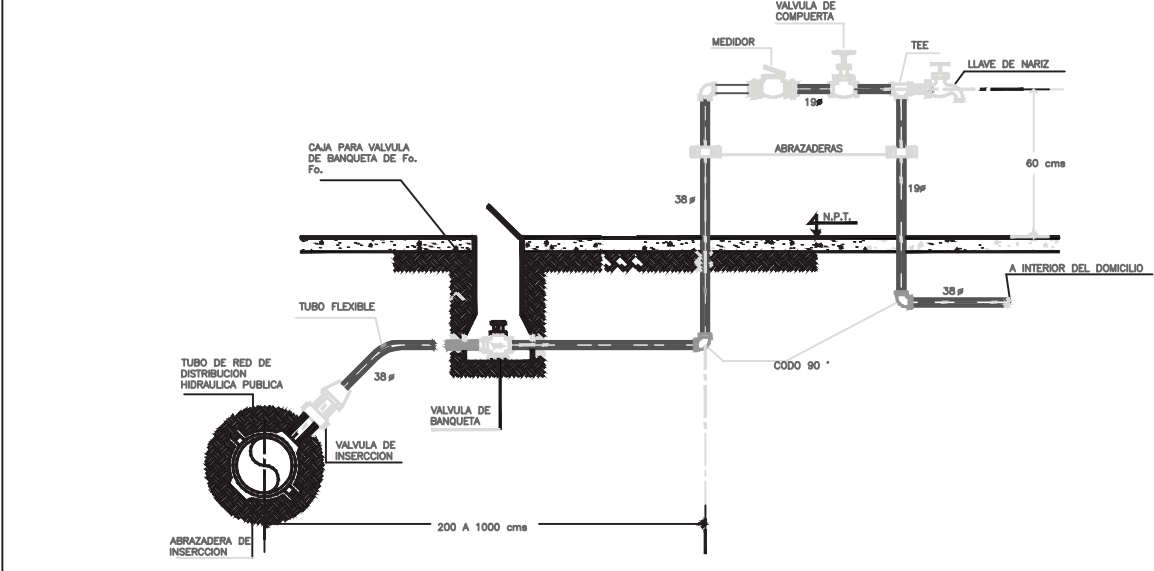 VALVULA DE
COMPUERTA
MEDIDOR
TEE
LLAVE DE NARIZ
19ø
CAJA PARA VALVULA
DE BANQUETA DE Fo.
Fo.
ABRAZADERAS
60 cms
38 ø
19ø
N.P.T.
A INTERIOR DEL DOMICILIO
38 ø
TUBO FLEXIBLE
TUBO DE RED DE
DISTRIBUCION
HIDRAULICA PUBLICA
38 ø
CODO 90 °
VALVULA DE
BANQUETA
VALVULA DE
INSERCCION
200 A 1000 cms
ABRAZADERA DE
INSERCCION